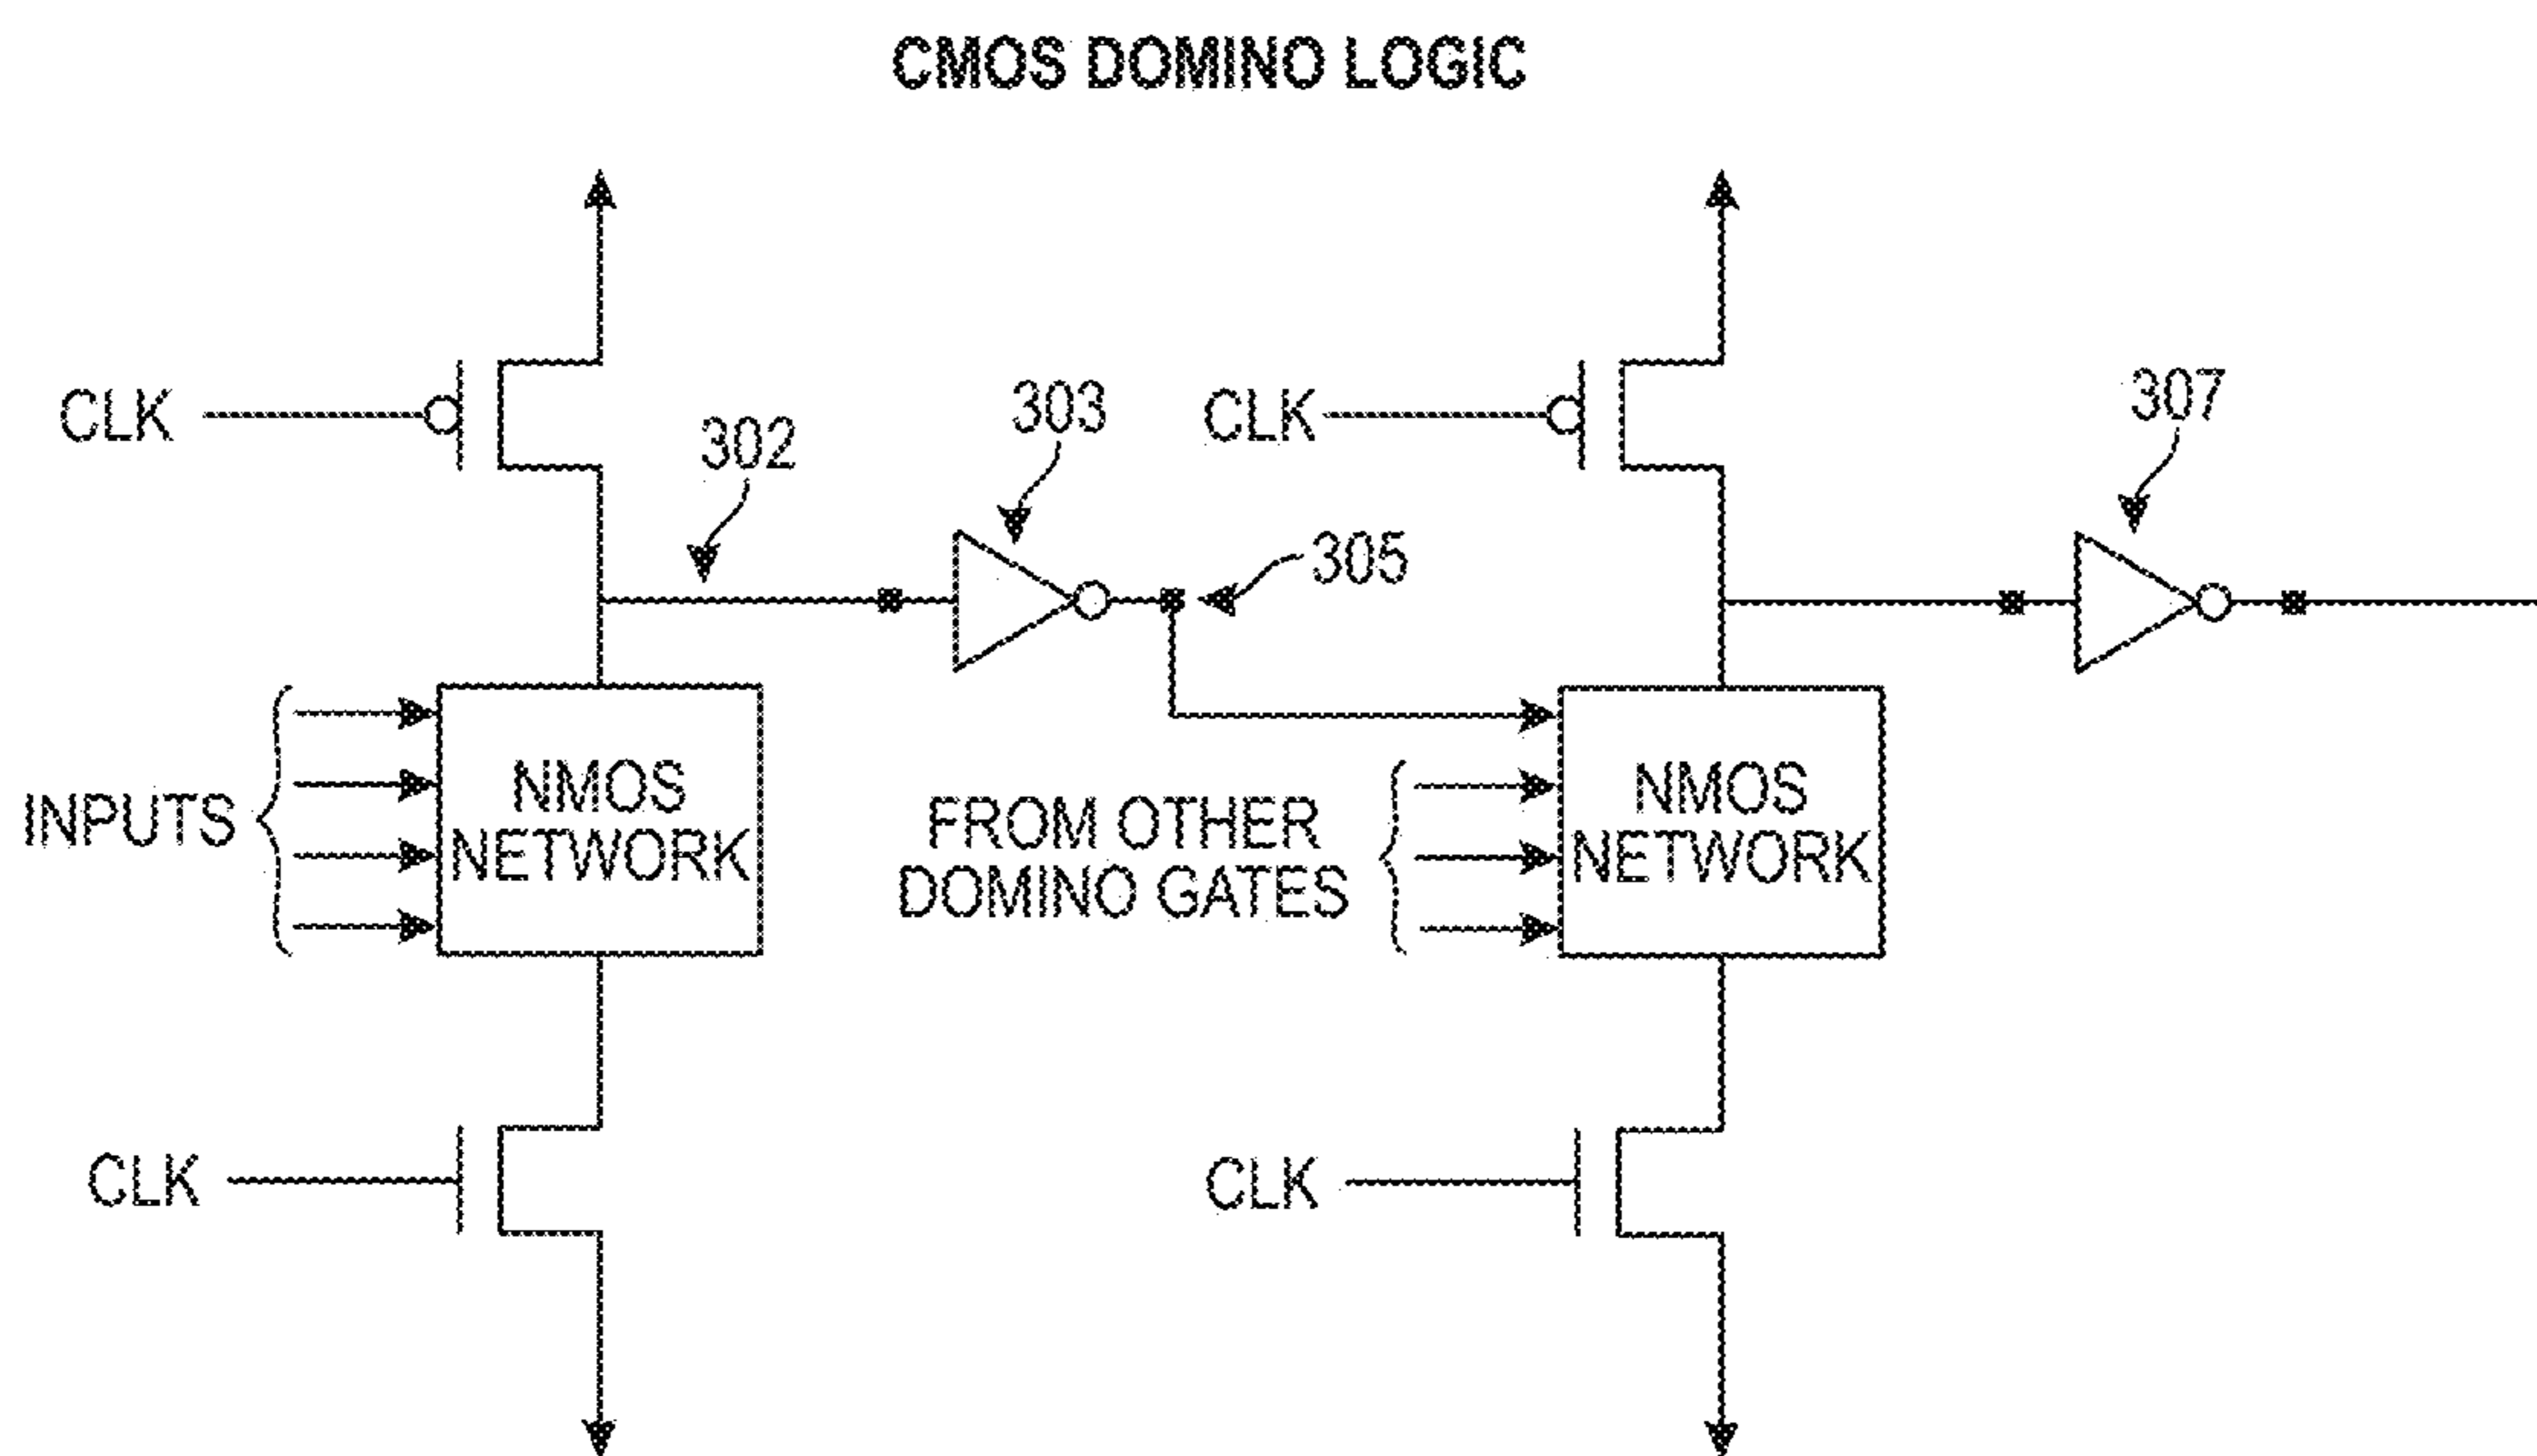 CMOS DOMINO LOGIC
CLK
302
303
305
CLK
307
INPUTS
NMOS
NETWORK
FROM OTHER
DOMINO GATES
NMOS
NETWORK
CLK
CLK